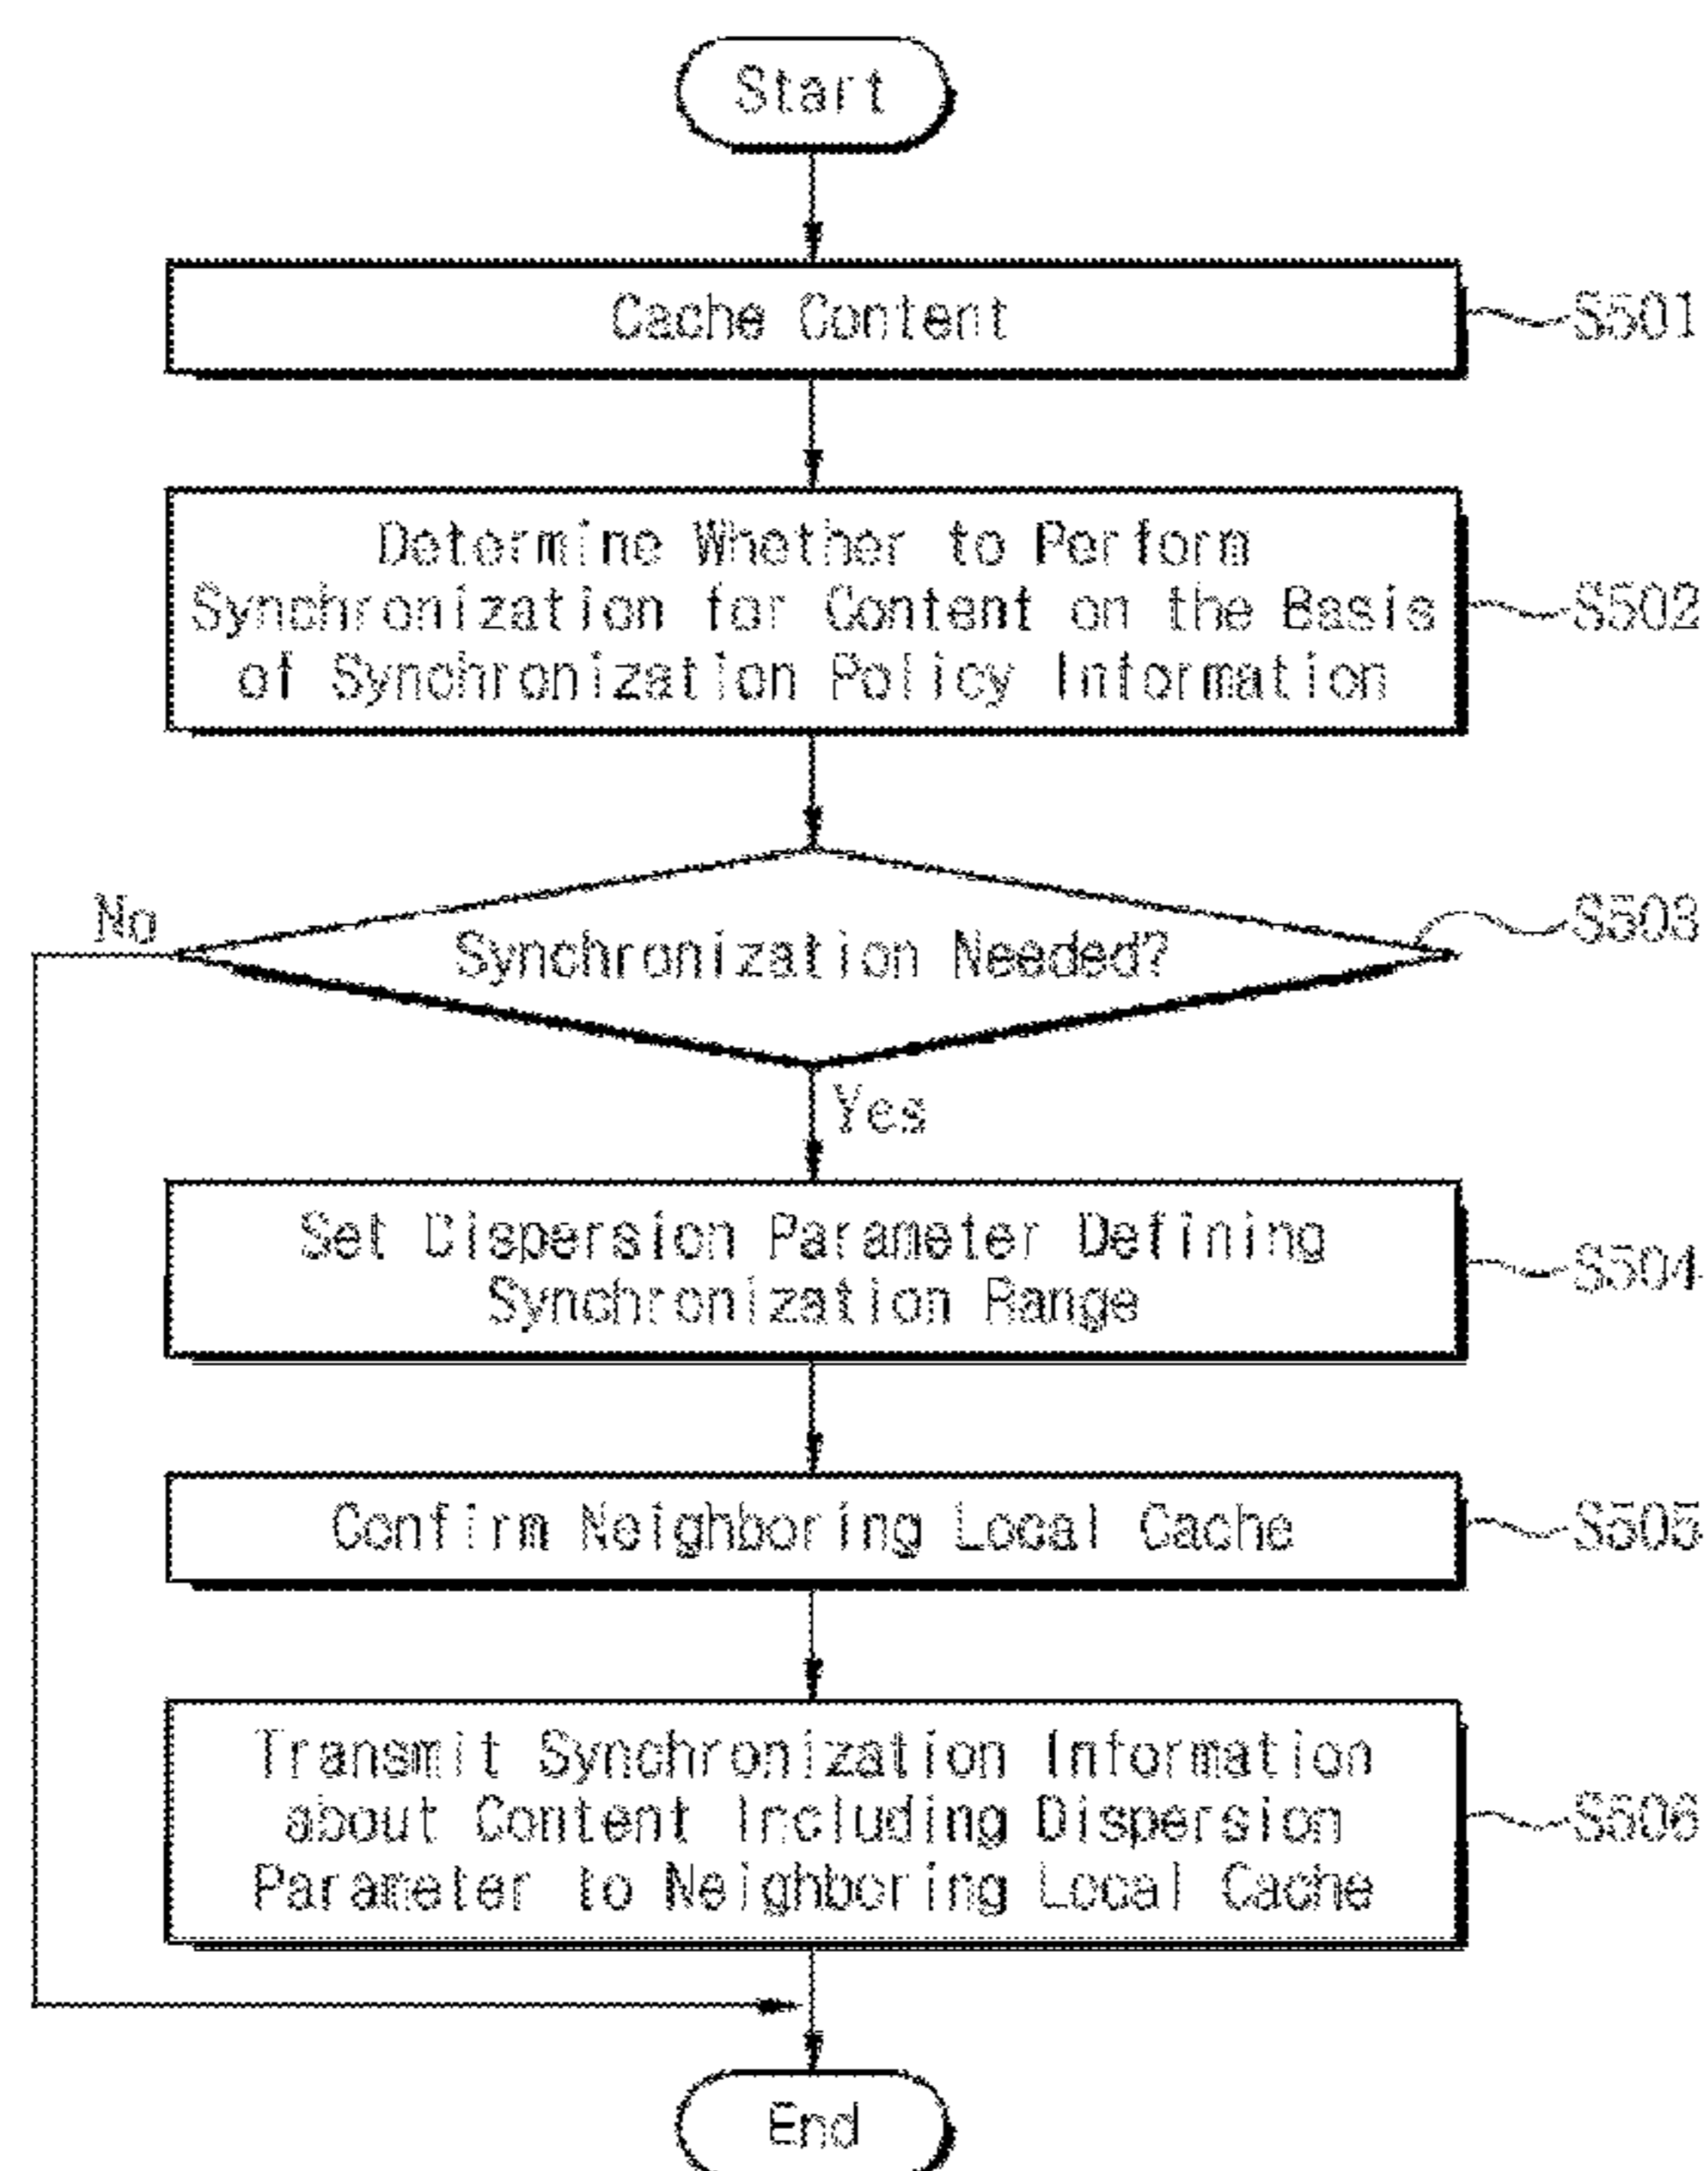 Start
Cache Content
S501
Determine Whether to Perform
Synchronization for Content on the Basis
of Synchronization Policy Information
S502
No
Synchronization Needed?
S503
Yes
Set Dispersion Parameter Defining
Synchronization Range
S504
Confirm Neighboring Local Cache
S505
Transmit Synchronization Information
about Content Including Dispersion
Parameter to Neighboring Local Cache
S506
End